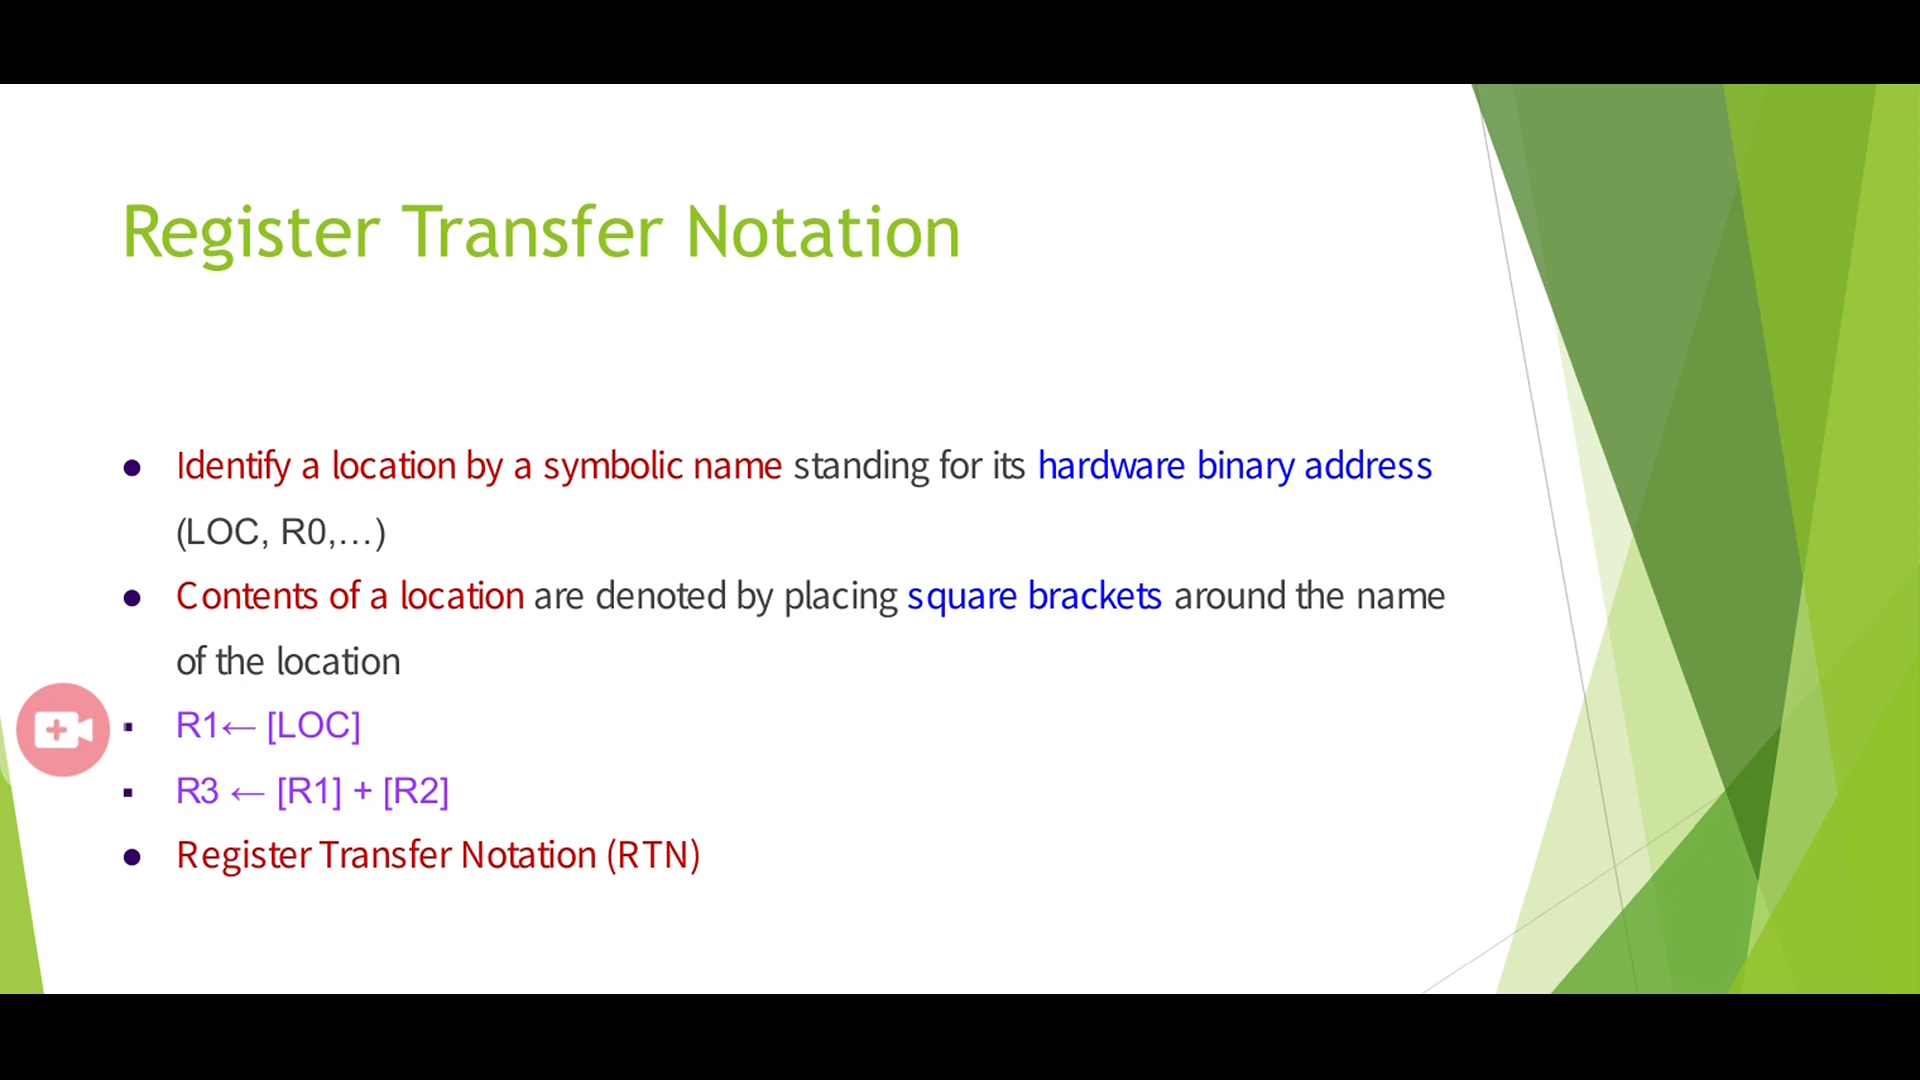 Register Transfer Notation
● Identify a location by a symbolic name standing for its hardware binary address
(LOC, R0,…)
● Contents of a location are denoted by placing square brackets around the name
of the location
▪ R1← [LOC]
▪ R3 ← [R1] + [R2]
● Register Transfer Notation (RTN)